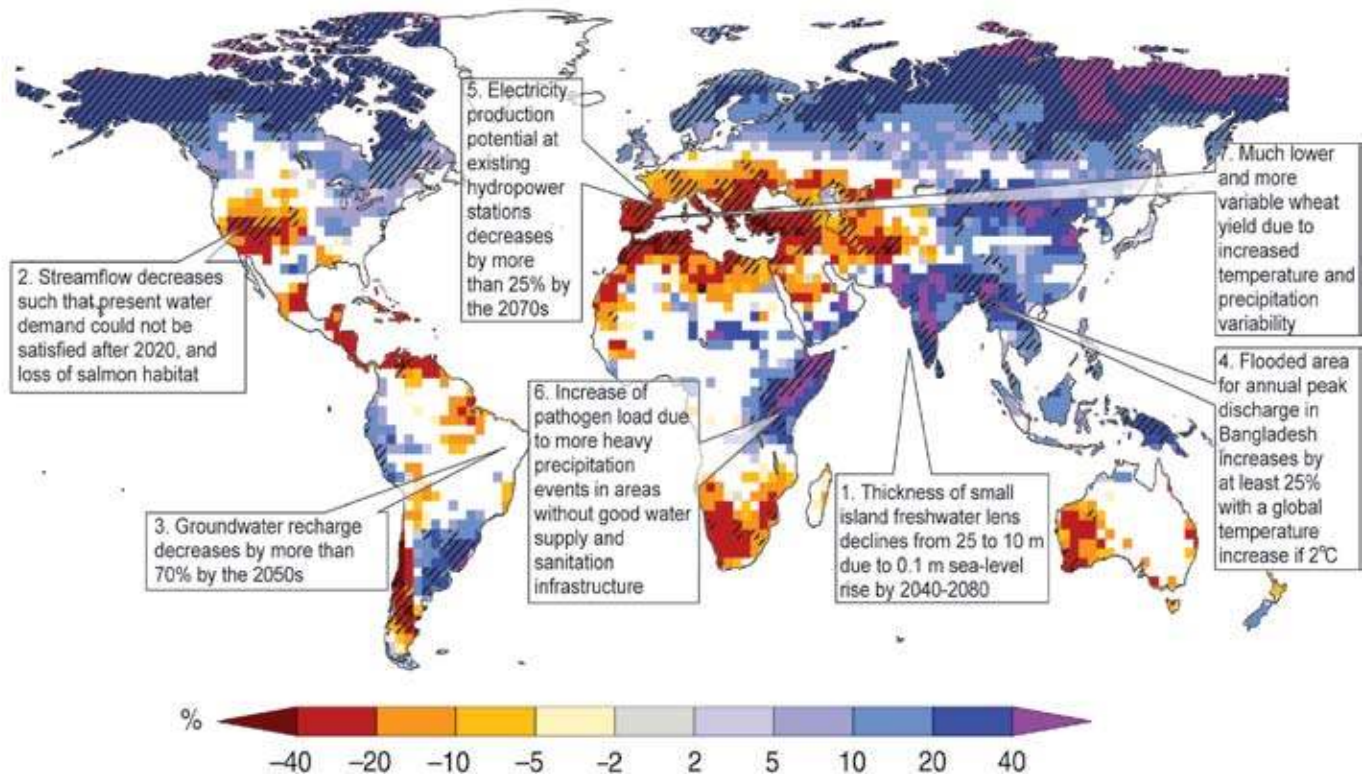 5. Electricity
production
potential at
existing
hydropower
stations
decreases
by more
than 25% by
the 2070s
7. Much lower
and more
variable wheat
yield due to
increased
temperature and
precipitation
variability
2. Streamflow decreases
such that present water
demand could not be
satisfied after 2020, and
loss of salmon habitat
4. Flooded area
for annual peak
discharge in
Bangladesh
increases by
at least 25%
with a global
temperature
increase if 2°C
6. Increase of
pathogen load due
to more heavy
precipitation
events in areas
without good water
supply and
sanitation
infrastructure
1. Thickness of small
island freshwater lens
declines from 25 to 10 m
due to 0.1 m sea-level
rise by 2040-2080
3. Groundwater recharge
decreases by more than
70% by the 2050s
%
–40 –20 –10 –5 –2 2 5 10 20 40